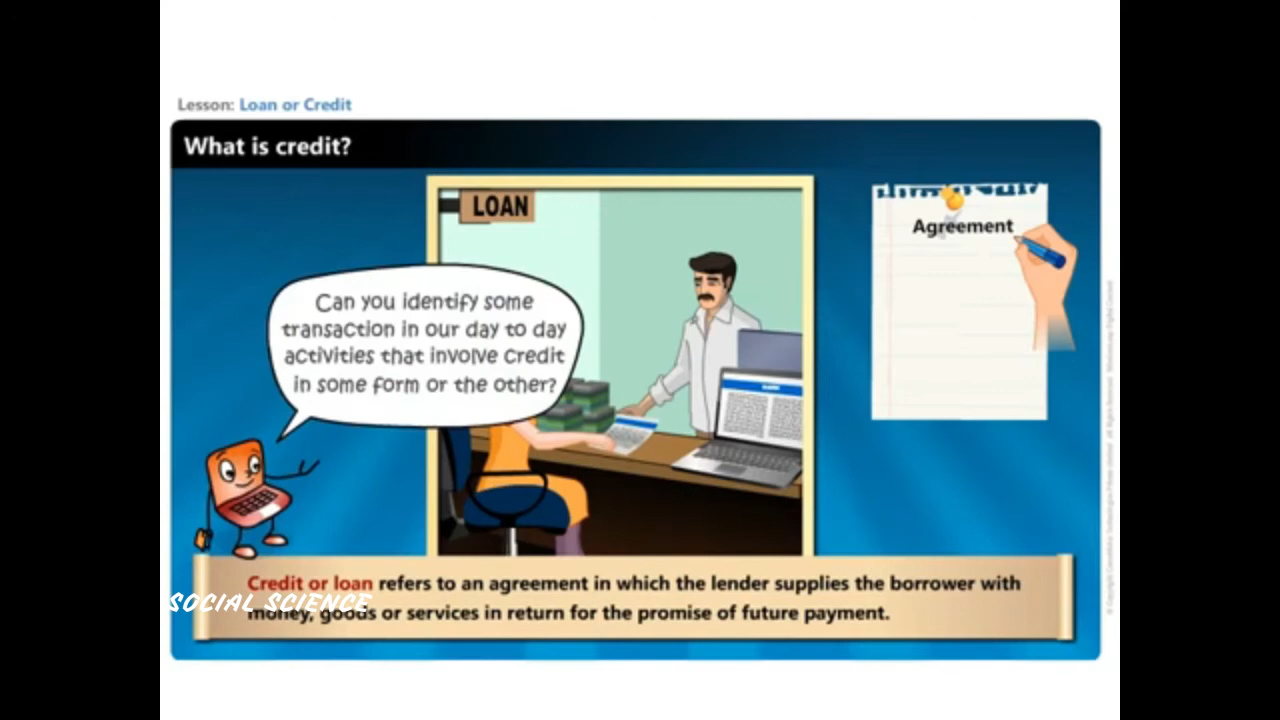 Lesson: Loan or Credit
What is credit?
LOAN
Agreement
Can you identify some
transaction in our day to day
activities that involve credit
in some form or the other?
Credit or loan refers to an agreement in which the lender supplies the borrower with
money, goods or services in return for the promise of future payment.
SOCIAL SCIENCE